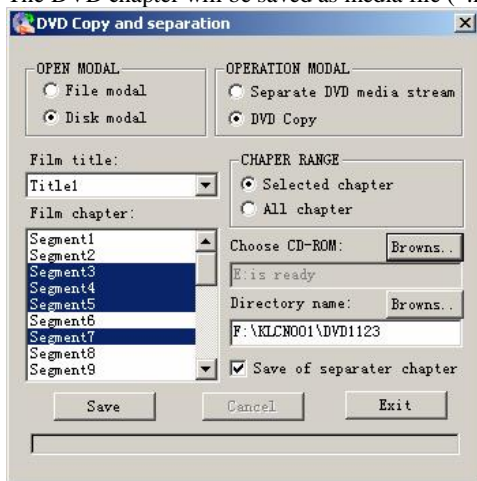 The DVD chapter will be saved as media file (
DVD Copy and separation
OPEN MODAL
File modal
Disk modal
OPERATION MODAL
Separate DVD media stream
DVD Copy
Film title:
Title1
Film chapter:
Segment1
Segment2
Segment3
Segment4
Segment5
Segment6
Segment7
Segment8
Segment9
CHAPER RANGE
Selected chapter
All chapter
Choose CD-ROM:
Browns..
E:is ready
Directory name:
Browns..
F:\KLCN001\DVD1123
Save of separater chapter
Save
Cancel
Exit